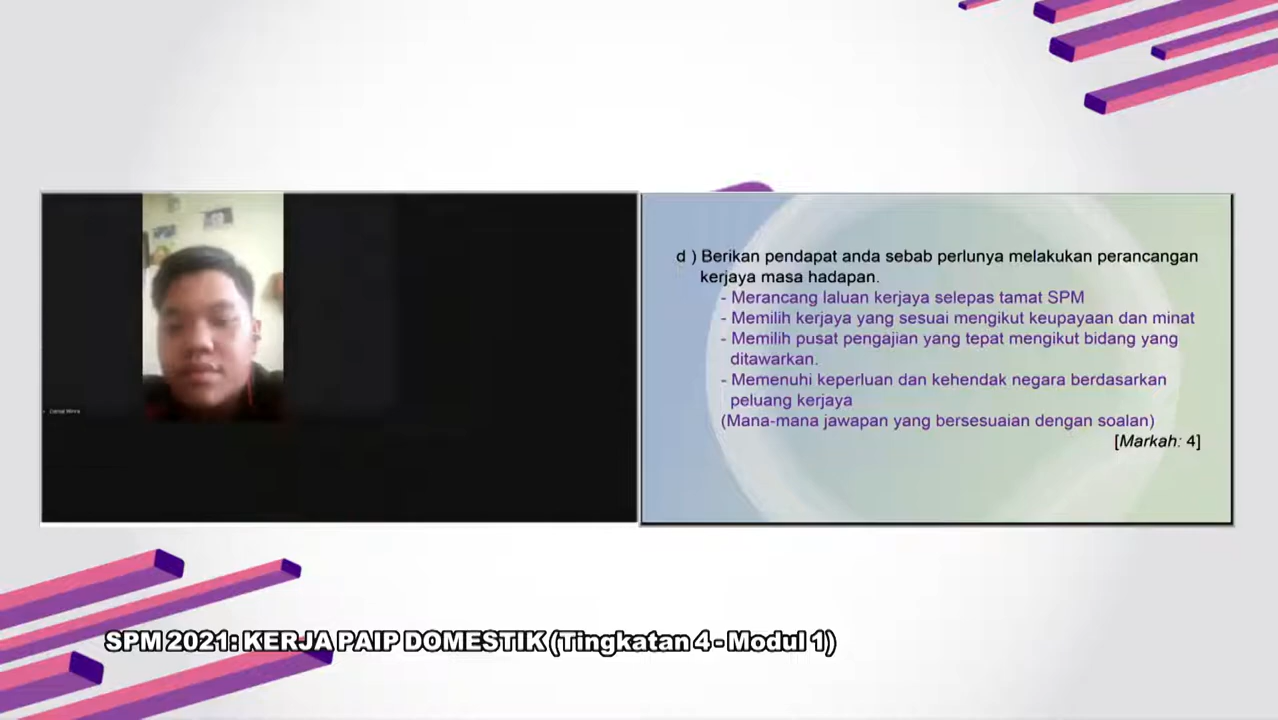 d ) Berikan pendapat anda sebab perlunya melakukan perancangan
kerjaya masa hadapan.
- Merancang laluan kerjaya selepas tamat SPM
- Memilih kerjaya yang sesuai mengikut keupayaan dan minat
- Memilih pusat pengajian yang tepat mengikut bidang yang
ditawarkan.
- Memenuhi keperluan dan kehendak negara berdasarkan
peluang kerjaya
(Mana-mana jawapan yang bersesuaian dengan soalan)
[Markah: 4]
SPM 2021: KERJA PAIP DOMESTIK (Tingkatan 4 - Modul 1)